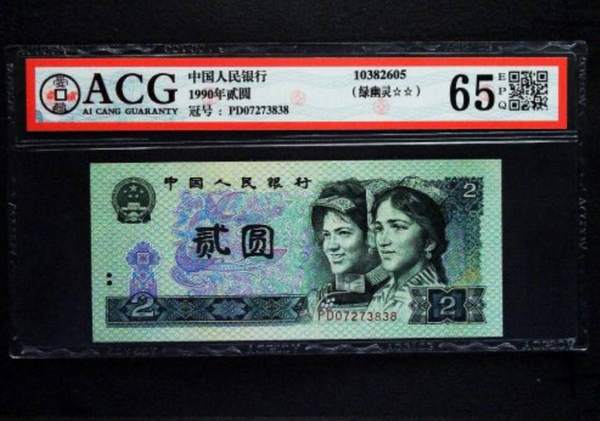 ACG
AI CANG GUARANTY
中国人民银行
1990年贰圆
冠号：PD07273838
10382605
（绿幽灵☆☆）
65
EPQ
中国人民银行
2
贰圆
2
2
PD07273838